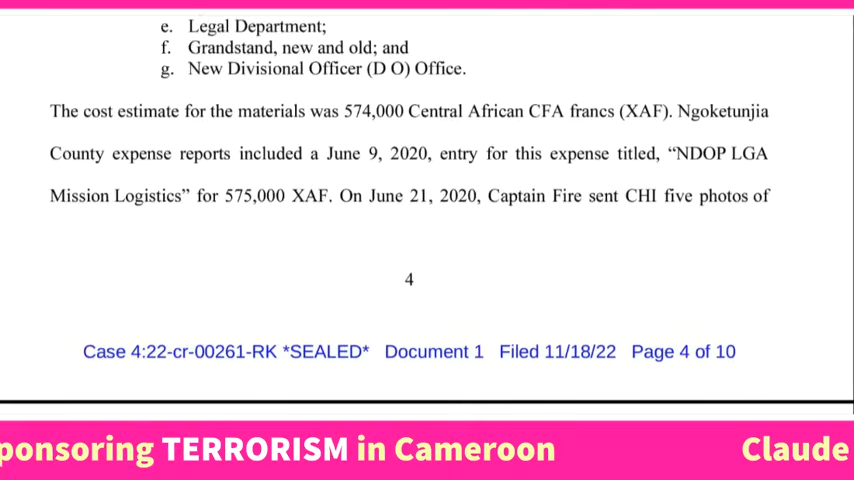 e. Legal Department;
f. Grandstand, new and old; and
g. New Divisional Officer (D O) Office.
The cost estimate for the materials was 574,000 Central African CFA francs (XAF). Ngoketunjia
County expense reports included a June 9, 2020, entry for this expense titled, “NDOP LGA
Mission Logistics” for 575,000 XAF. On June 21, 2020, Captain Fire sent CHI five photos of
4
Case 4:22-cr-00261-RK *SEALED* Document 1 Filed 11/18/22 Page 4 of 10
ponsoring TERRORISM in Cameroon Claude